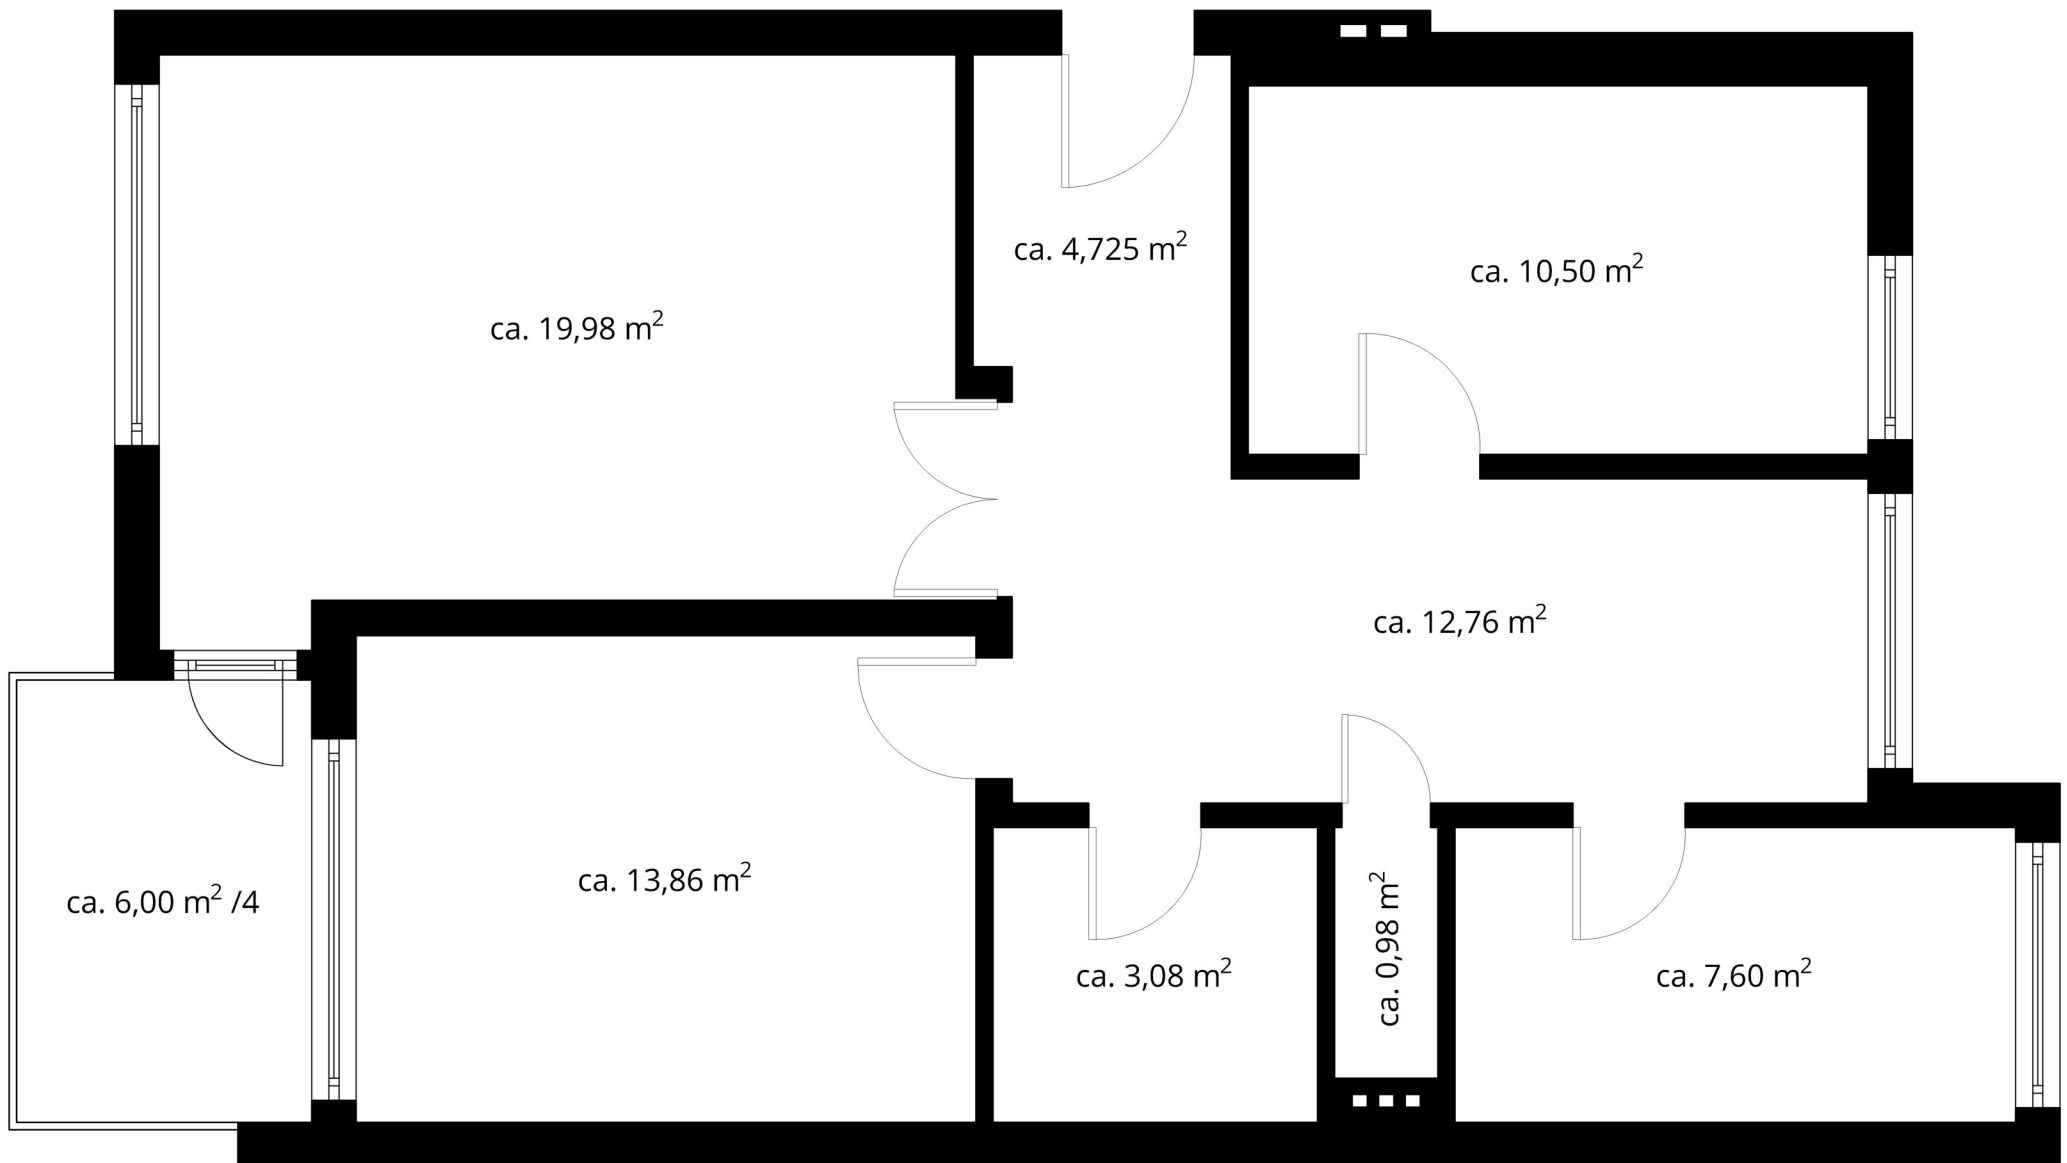 ca. 4,725 m²
ca. 10,50 m²
ca. 19,98 m²
ca. 12,76 m²
ca. 13,86 m²
ca. 6,00 m² /4
ca. 0,98 m²
ca. 3,08 m²
ca. 7,60 m²